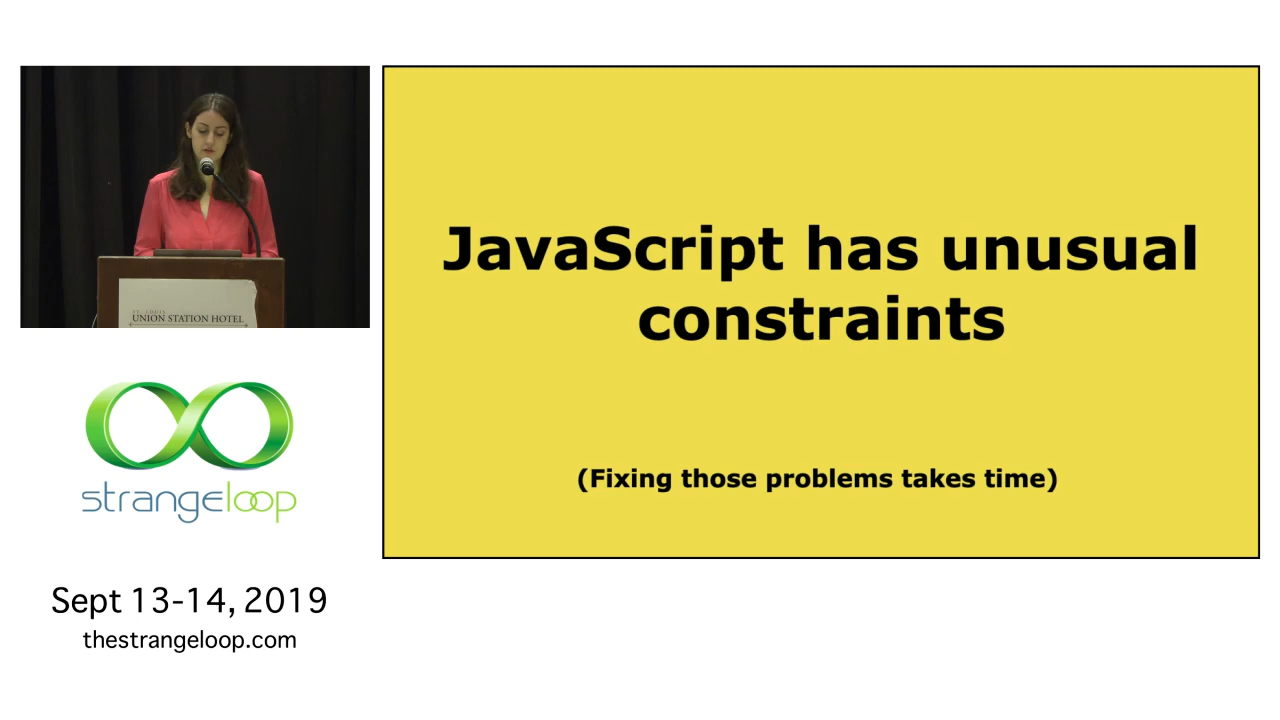 JavaScript has unusual
constraints
(Fixing those problems takes time)
UNION STATION HOTEL
strangeloop
Sept 13-14, 2019
thestrangeloop.com